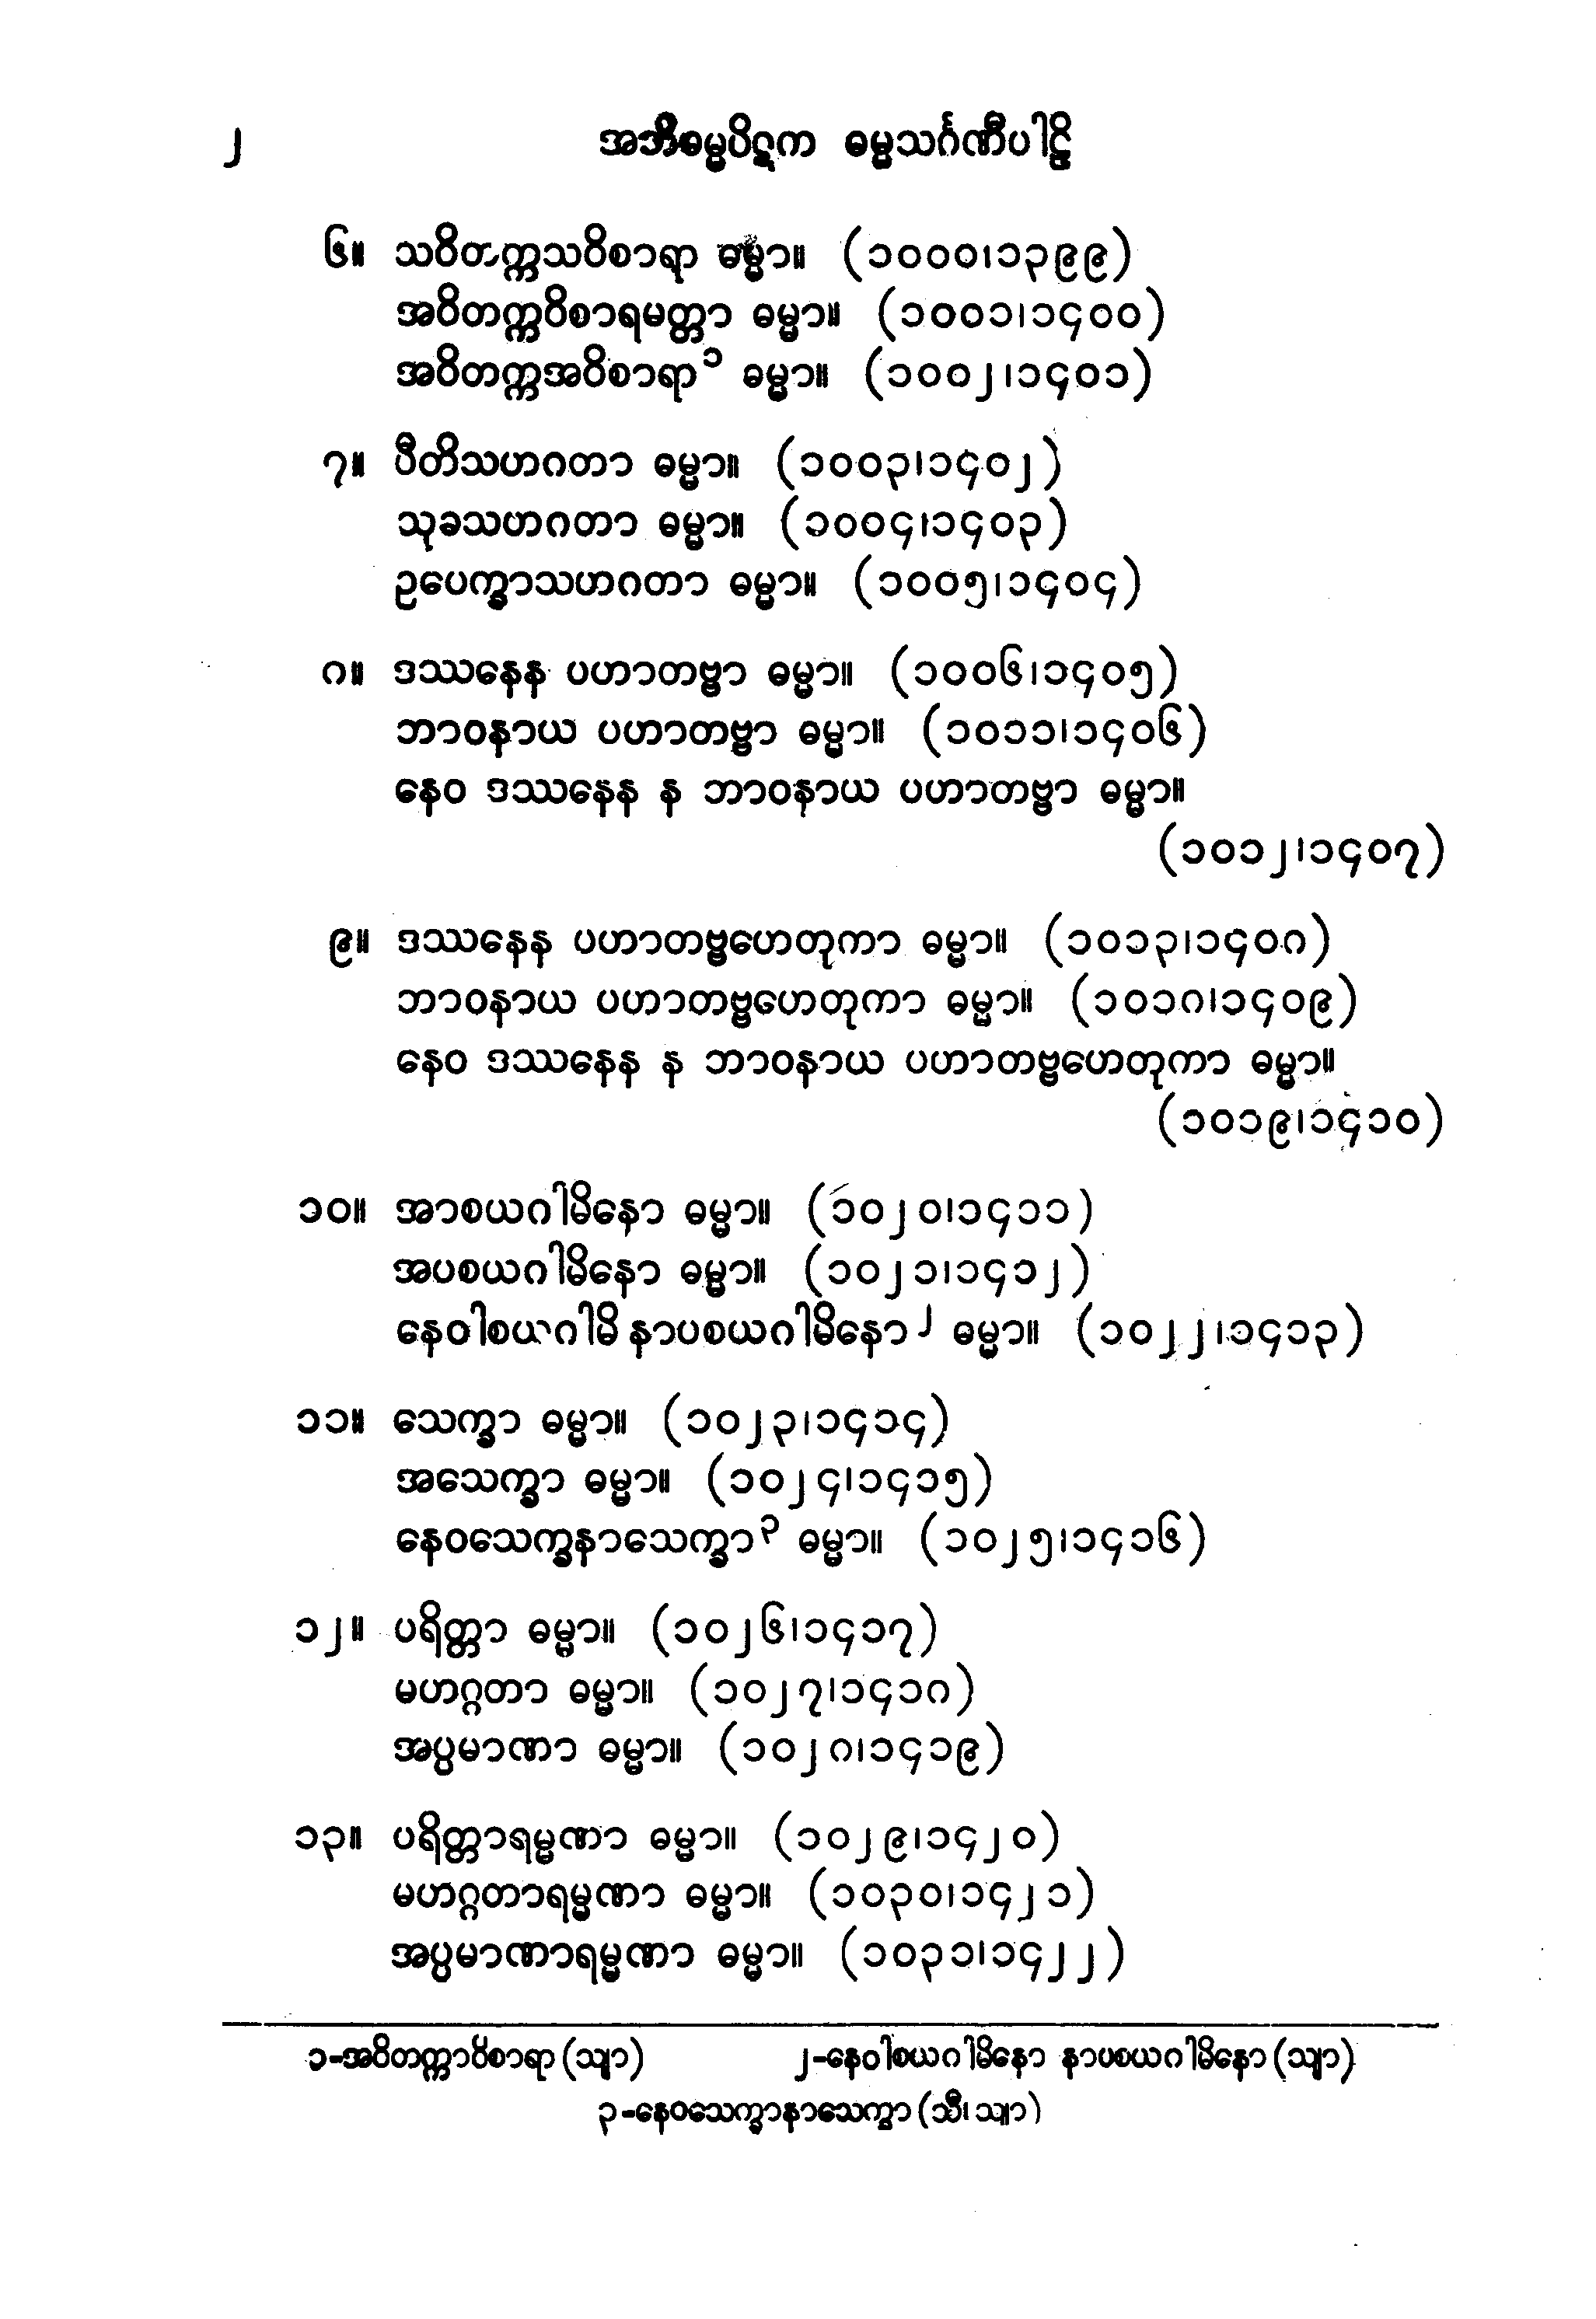 ၂ အဘိဓမ္မပိဋက ဓမ္မသင်္ဂဏီပါဠိ
၆။ သဝိတက္ကသဝိစာရာ ဓမ္မာ။ (၁၀၀၀၊၁၃၉၉)
အဝိတက္ကဝိစာရမတ္တာ ဓမ္မာ။ (၁၀၀၁၊၁၄၀၀)
အဝိတက္ကအဝိစာရာ၁ ဓမ္မာ။ (၁၀၀၂၊၁၄၀၁)
၇။ ပီတိသဟဂတာ ဓမ္မာ။ (၁၀၀၃၊၁၄၀၂)
သုခသဟဂတာ ဓမ္မာ။ (၁၀၀၄၊၁၄၀၃)
ဥပေက္ခာသဟဂတာ ဓမ္မာ။ (၁၀၀၅၊၁၄၀၄)
၈။ ဒဿနေန ပဟာတဗ္ဗာ ဓမ္မာ။ (၁၀၀၆၊၁၄၀၅)
ဘာဝနာယ ပဟာတဗ္ဗာ ဓမ္မာ။ (၁၀၁၁၊၁၄၀၆)
နေဝ ဒဿနေန န ဘာဝနာယ ပဟာတဗ္ဗာ ဓမ္မာ။
(၁၀၁၂၊၁၄၀၇)
၉။ ဒဿနေန ပဟာတဗ္ဗဟေတုကာ ဓမ္မာ။ (၁၀၁၃၊၁၄၀၈)
ဘာဝနာယ ပဟာတဗ္ဗဟေတုကာ ဓမ္မာ။ (၁၀၁၈၊၁၄၀၉)
နေဝ ဒဿနေန န ဘာဝနာယ ပဟာတဗ္ဗဟေတုကာ ဓမ္မာ။
(၁၀၁၉၊၁၄၁၀)
၁၀။ အာစယဂါမိနော ဓမ္မာ။ (၁၀၂၀၊၁၄၁၁)
အပစယဂါမိနော ဓမ္မာ။ (၁၀၂၁၊၁၄၁၂)
နေဝါစယဂါမိ နာပစယဂါမိနော၂ ဓမ္မာ။ (၁၀၂၂၊၁၄၁၃)
၁၁။ သေက္ခာ ဓမ္မာ။ (၁၀၂၃၊၁၄၁၄)
အသေက္ခာ ဓမ္မာ။ (၁၀၂၄၊၁၄၁၅)
နေဝသေက္ခနာသေက္ခာ၃ ဓမ္မာ။ (၁၀၂၅၊၁၄၁၆)
၁၂။ ပရိတ္တာ ဓမ္မာ။ (၁၀၂၆၊၁၄၁၇)
မဟဂ္ဂတာ ဓမ္မာ။ (၁၀၂၇၊၁၄၁၈)
အပ္ပမာဏာ ဓမ္မာ။ (၁၀၂၈၊၁၄၁၉)
၁၃။ ပရိတ္တာရမ္မဏာ ဓမ္မာ။ (၁၀၂၉၊၁၄၂၀)
မဟဂ္ဂတာရမ္မဏာ ဓမ္မာ။ (၁၀၃၀၊၁၄၂၁)
အပ္ပမာဏာရမ္မဏာ ဓမ္မာ။ (၁၀၃၁၊၁၄၂၂)
၁-အဝိတက္ကာဝိစာရာ (သျာ) ၂-နေဝါစယဂါမိနော နာပစယဂါမိနော (သျာ)
၃-နေဝသေက္ခာနာသေက္ခာ (သီ၊ သျာ)